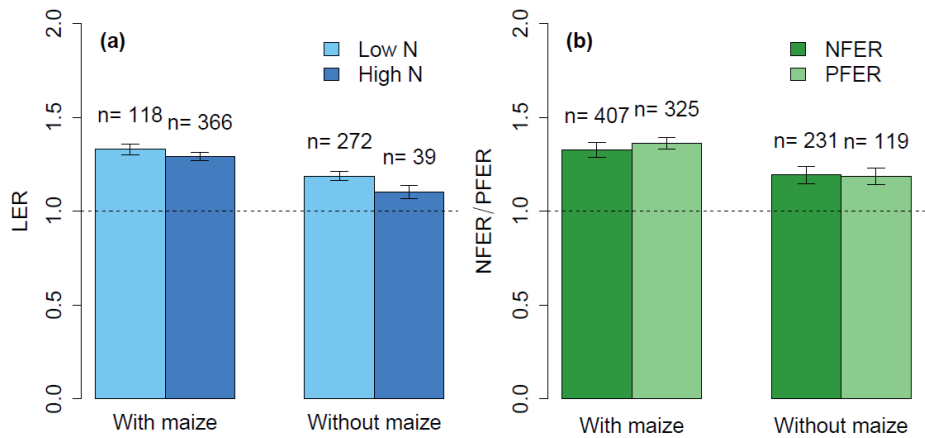 (a)
Low N
High N
n= 118
n= 366
n= 272
n= 39
LER
0.0
0.5
1.0
1.5
2.0
With maize
Without maize
(b)
NFER
PFER
n= 407
n= 325
n= 231
n= 119
NFER/PFER
0.0
0.5
1.0
1.5
2.0
With maize
Without maize